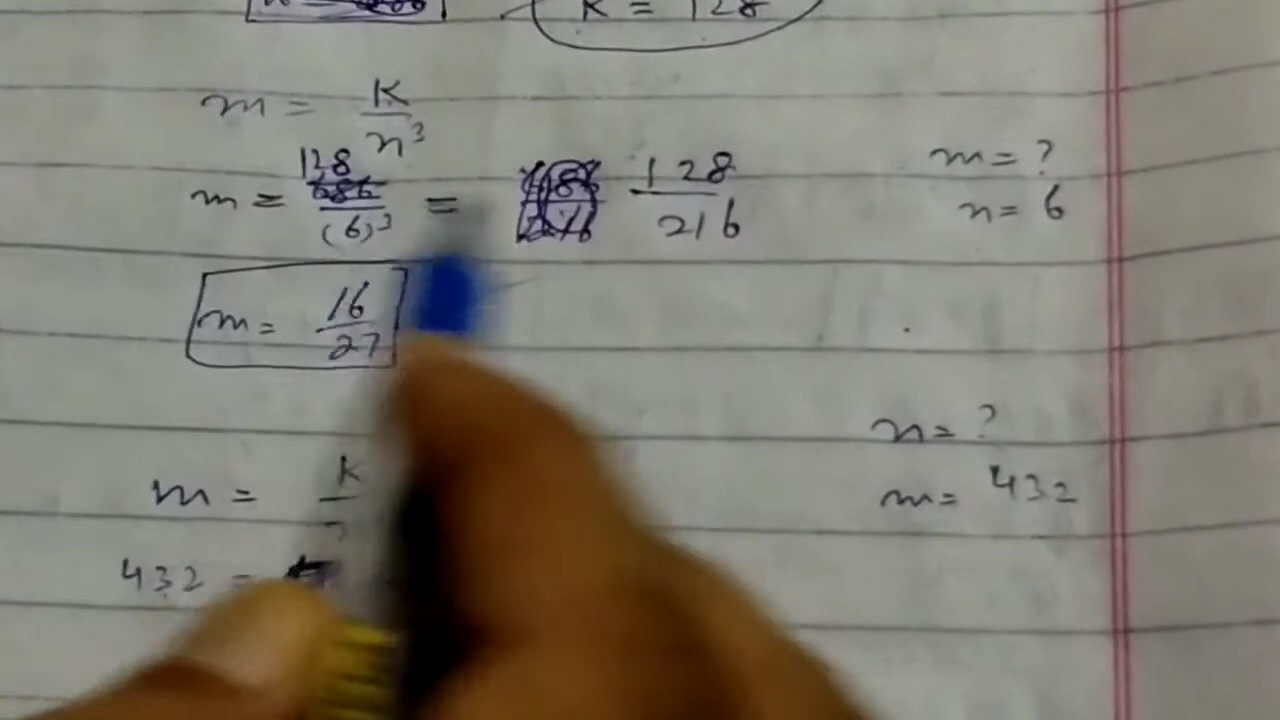 K = 128
m = K / n³
m = 128 / (6)³ = 128 / 216
m = ?
n = 6
m = 16 / 27
n = ?
m = 432
m = K
432 =